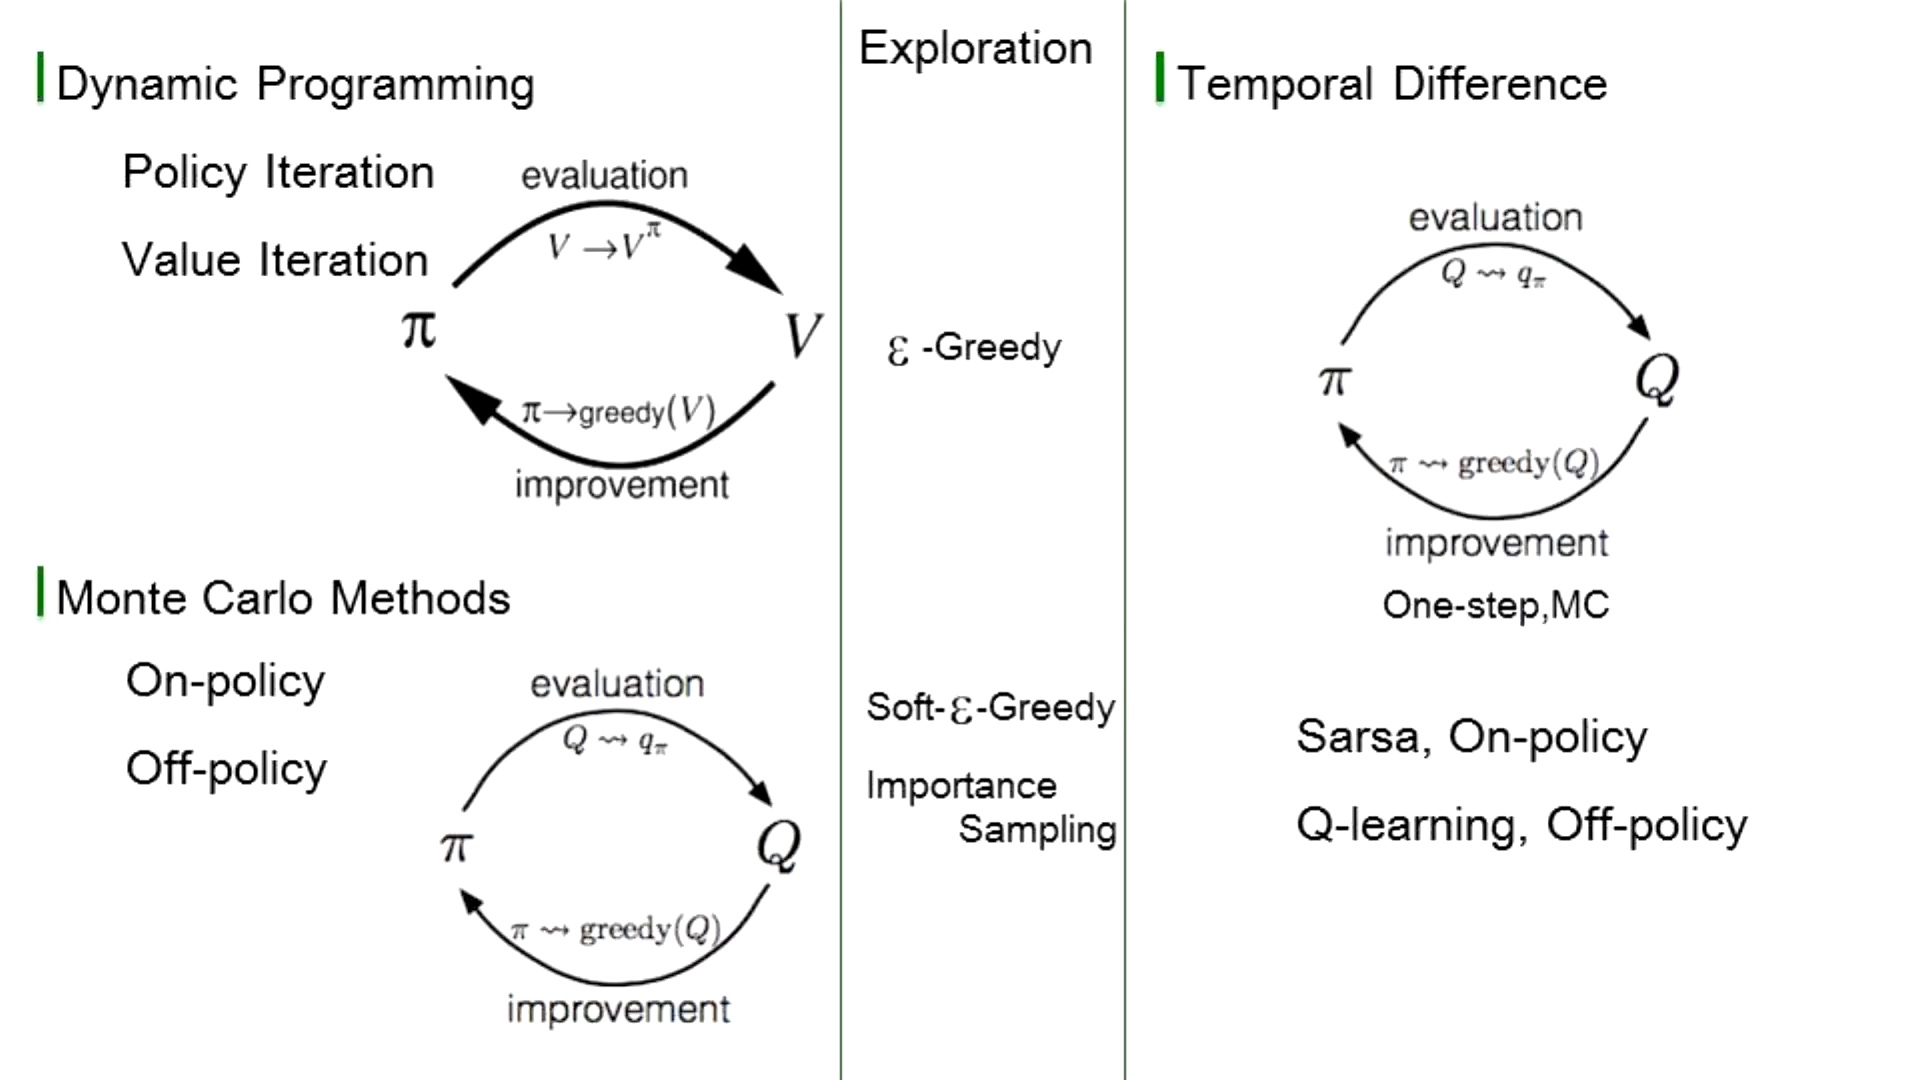 Dynamic Programming
Policy Iteration
Value Iteration
evaluation
V → V^π
π
V
π→greedy(V)
improvement
Monte Carlo Methods
On-policy
Off-policy
evaluation
Q ⇝ q_π
π
Q
π ⇝ greedy(Q)
improvement
Exploration
ε -Greedy
Soft-ε-Greedy
Importance
Sampling
Temporal Difference
evaluation
Q ⇝ q_π
π
Q
π ⇝ greedy(Q)
improvement
One-step,MC
Sarsa, On-policy
Q-learning, Off-policy